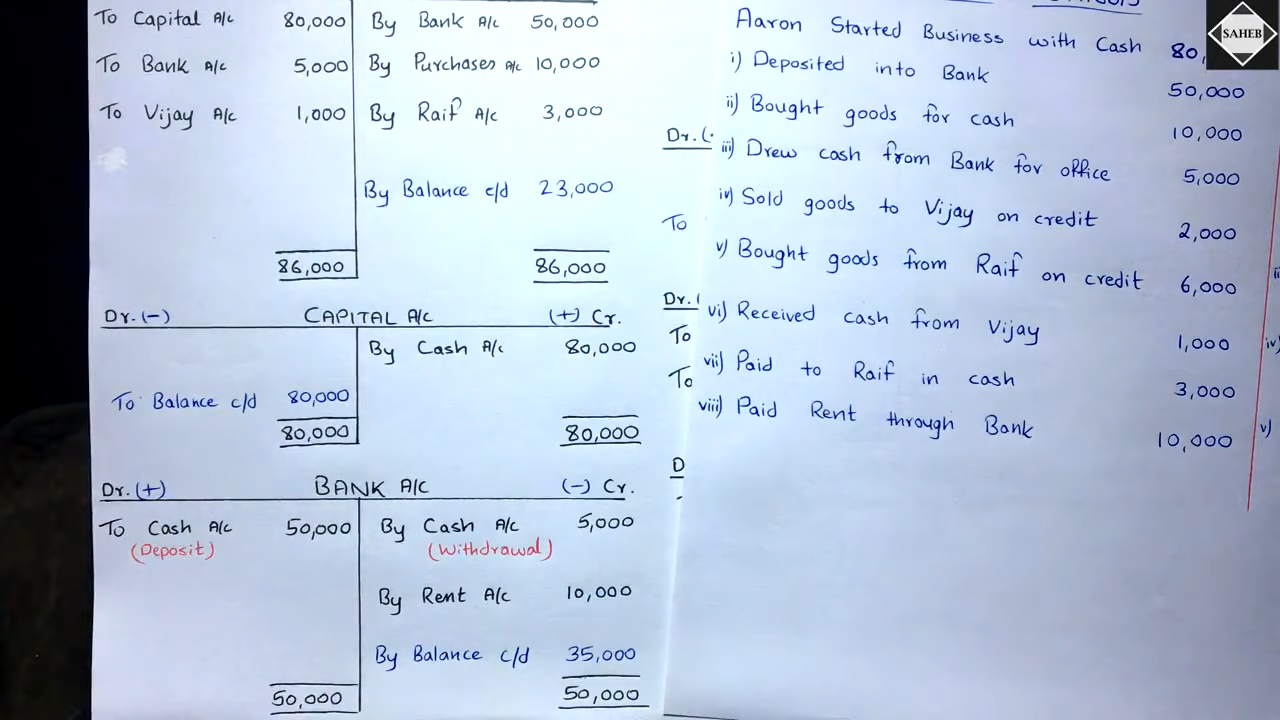 To Capital A/c 80,000 By Bank A/c 50,000
To Bank A/c 5,000 By Purchases A/c 10,000
To Vijay A/c 1,000 By Raif A/c 3,000
By Balance c/d 23,000
86,000 86,000
Dr. (-) CAPITAL A/c (+) Cr.
By Cash A/c 80,000
To Balance c/d 80,000
80,000 80,000
Dr. (+) BANK A/c (-) Cr.
To Cash A/c 50,000 By Cash A/c 5,000
(Deposit) (Withdrawal)
By Rent A/c 10,000
By Balance c/d 35,000
50,000 50,000
Dr. (
To
Dr. (
To
To
D
SAHEB
Aaron Started Business with Cash 80,
i) Deposited into Bank 50,000
ii) Bought goods for cash 10,000
iii) Drew cash from Bank for office 5,000
iv) Sold goods to Vijay on credit 2,000
v) Bought goods from Raif on credit 6,000
vi) Received cash from Vijay 1,000
vii) Paid to Raif in cash 3,000
viii) Paid Rent through Bank 10,000
iv)
v)